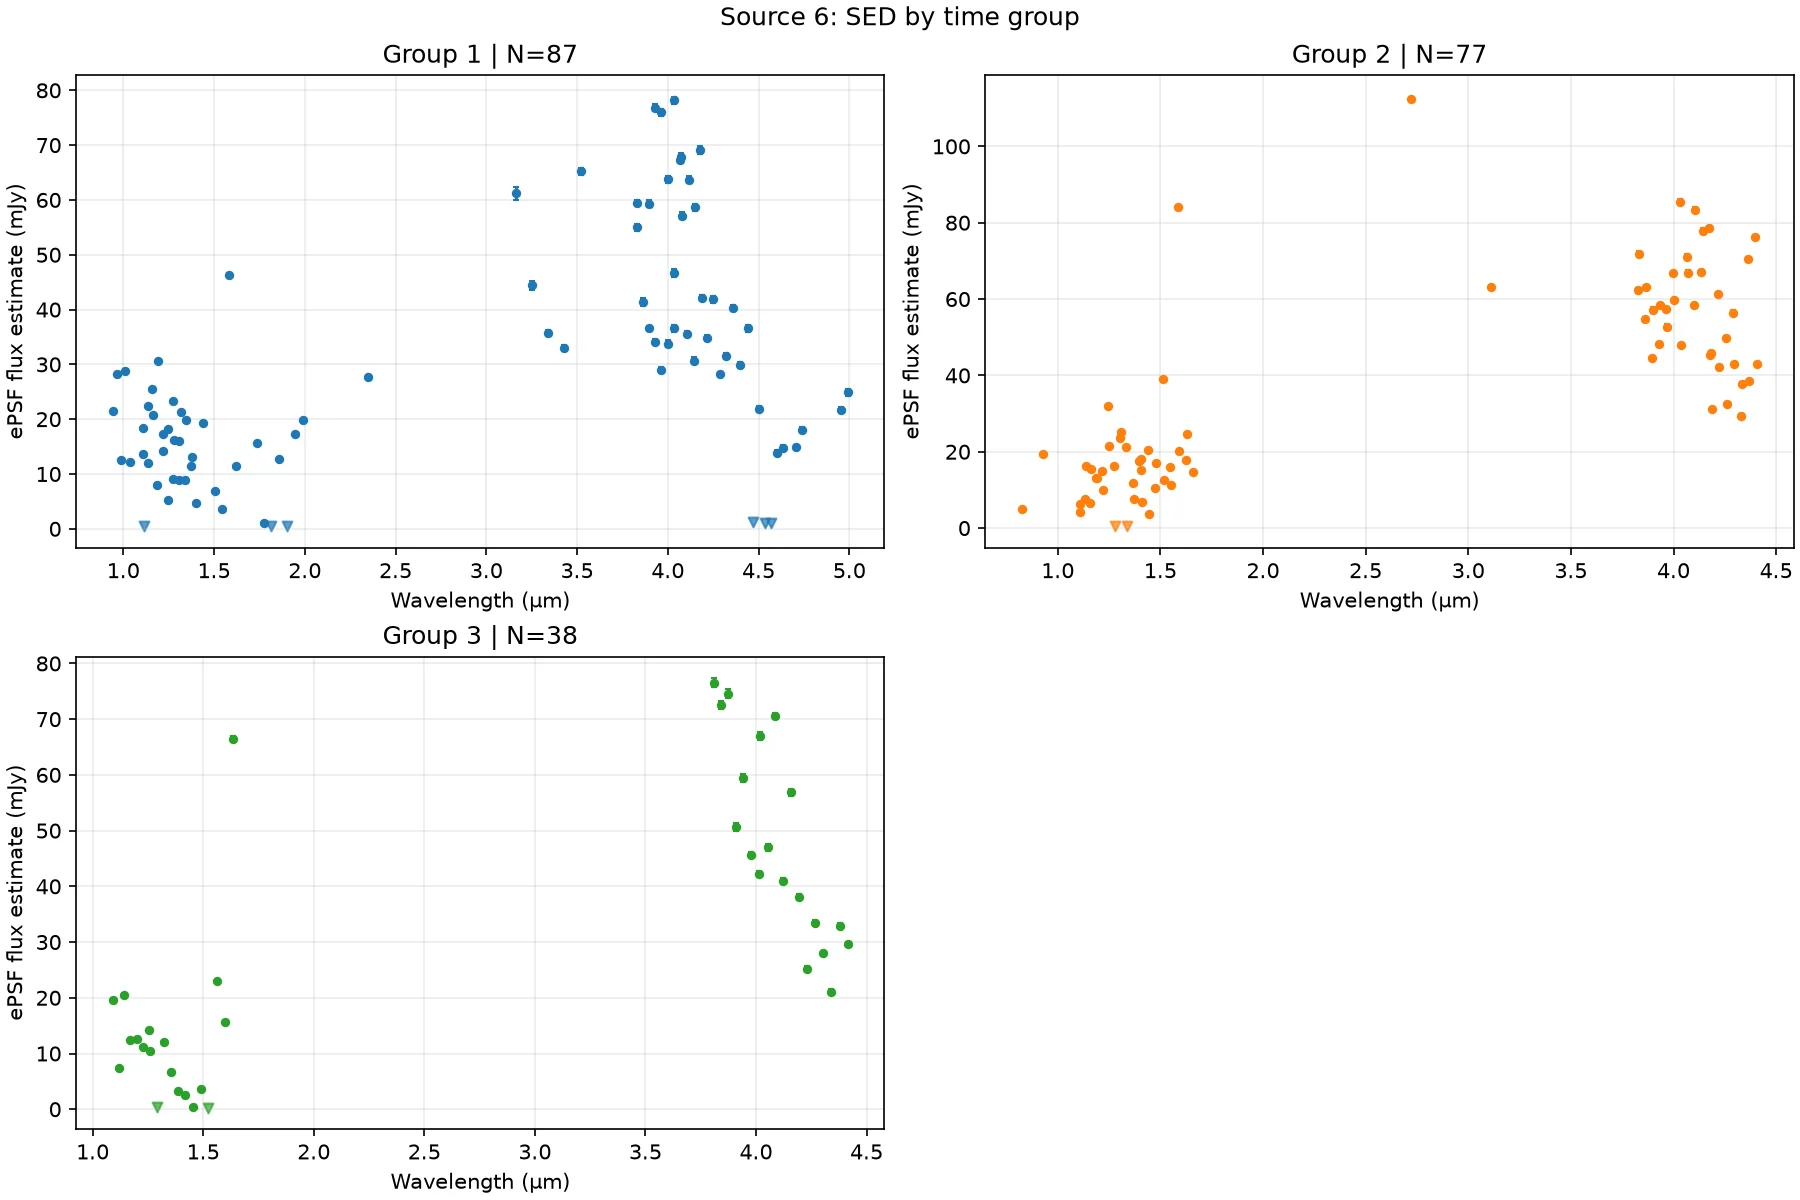 Source 6: SED by time group
Group 1 | N=87
ePSF flux estimate (mJy)
80
70
60
50
40
30
20
10
0
1.0 1.5 2.0 2.5 3.0 3.5 4.0 4.5 5.0
Wavelength (µm)
Group 2 | N=77
ePSF flux estimate (mJy)
100
80
60
40
20
0
1.0 1.5 2.0 2.5 3.0 3.5 4.0 4.5
Wavelength (µm)
Group 3 | N=38
ePSF flux estimate (mJy)
80
70
60
50
40
30
20
10
0
1.0 1.5 2.0 2.5 3.0 3.5 4.0 4.5
Wavelength (µm)